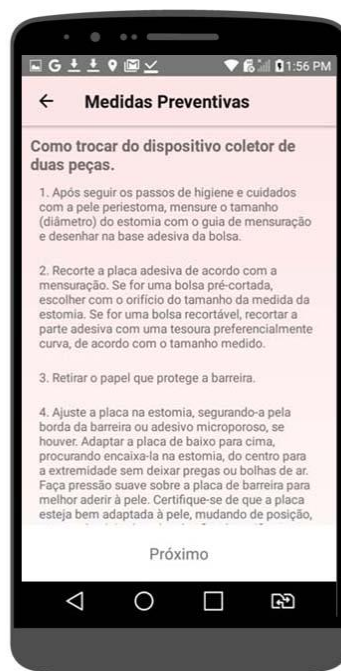 1:56 PM
Medidas Preventivas
Como trocar do dispositivo coletor de
duas peças.
1. Após seguir os passos de higiene e cuidados
com a pele periestoma, mensure o tamanho
(diâmetro) do estomia com o guia de mensuração
e desenhar na base adesiva da bolsa.
2. Recorte a placa adesiva de acordo com a
mensuração. Se for uma bolsa pré-cortada,
escolher com o orifício do tamanho da medida da
estomia. Se for uma bolsa recortável, recortar a
parte adesiva com uma tesoura preferencialmente
curva, de acordo com o tamanho medido.
3. Retirar o papel que protege a barreira.
4. Ajuste a placa na estomia, segurando-a pela
borda da barreira ou adesivo microporoso, se
houver. Adaptar a placa de baixo para cima,
procurando encaixa-la na estomia, do centro para
a extremidade sem deixar pregas ou bolhas de ar.
Faça pressão suave sobre a placa de barreira para
melhor aderir à pele. Certifique-se de que a placa
esteja bem adaptada à pele, mudando de posição,
Próximo